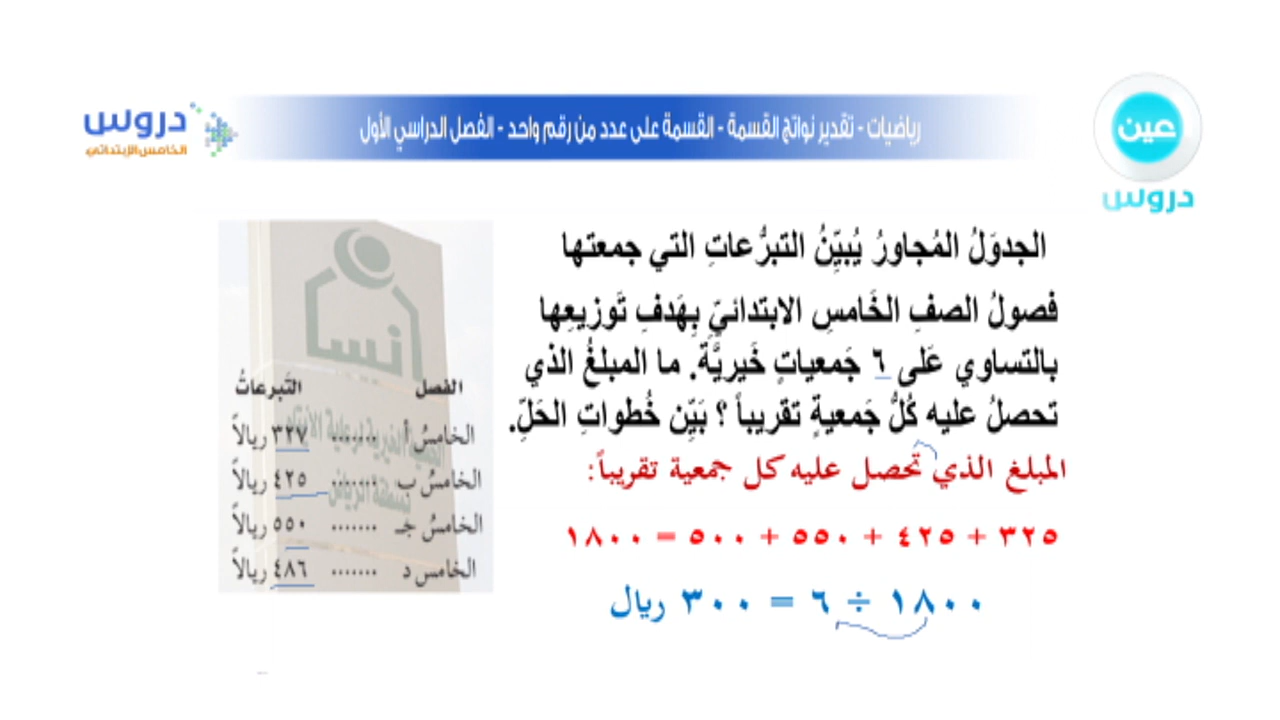 رياضيات - تقدير نواتج القسمة - القسمة على عدد من رقم واحد - الفصل الدراسي الأول
عين
دروس
دروس
الخامس الابتدائي
الجدوَلُ المُجاورُ يُبيِّنُ التبرُّعاتِ التي جمعتها
فصولُ الصفِ الخَامسِ الابتدائيِّ بِهَدفِ تَوزيعِها
بالتساوي عَلى ٦ جَمعياتٍ خَيريَّة. ما المبلغُ الذي
تحصلُ عليه كُلُّ جَمعيةٍ تقريباً ؟ بَيِّن خُطواتِ الحَلِّ.
المبلغ الذي تحصل عليه كل جمعية تقريباً:
٣٢٥ + ٤٢٥ + ٥٥٠ + ٥٠٠ = ١٨٠٠
١٨٠٠ ÷ ٦ = ٣٠٠ ريال
إنسا
الفصل التَبرعاتُ
الخامسُ أ ....... ٣٢٧ ريالاً
الخامسُ ب ....... ٤٢٥ ريالاً
الخامسُ جـ ....... ٥٥٠ ريالاً
الخامس د ....... ٤٨٦ ريالاً